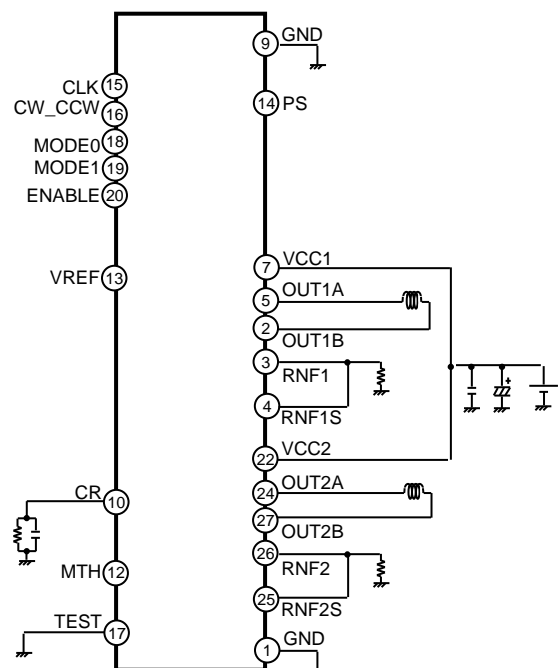 9 GND
14 PS
CLK 15
CW_CCW 16
MODE0 18
MODE1 19
ENABLE 20
VREF 13
7 VCC1
5 OUT1A
2 OUT1B
3 RNF1
4 RNF1S
+
22 VCC2
24 OUT2A
27 OUT2B
CR 10
26 RNF2
MTH 12
25 RNF2S
TEST 17
1 GND